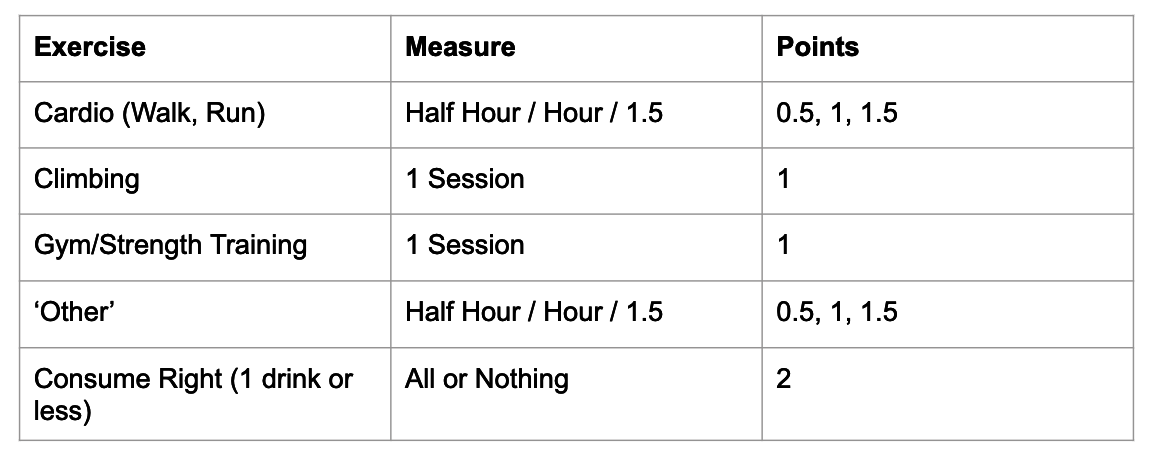 Exercise Measure Points
Cardio (Walk, Run) Half Hour / Hour / 1.5 0.5, 1, 1.5
Climbing 1 Session 1
Gym/Strength Training 1 Session 1
‘Other’ Half Hour / Hour / 1.5 0.5, 1, 1.5
Consume Right (1 drink or All or Nothing 2
less)